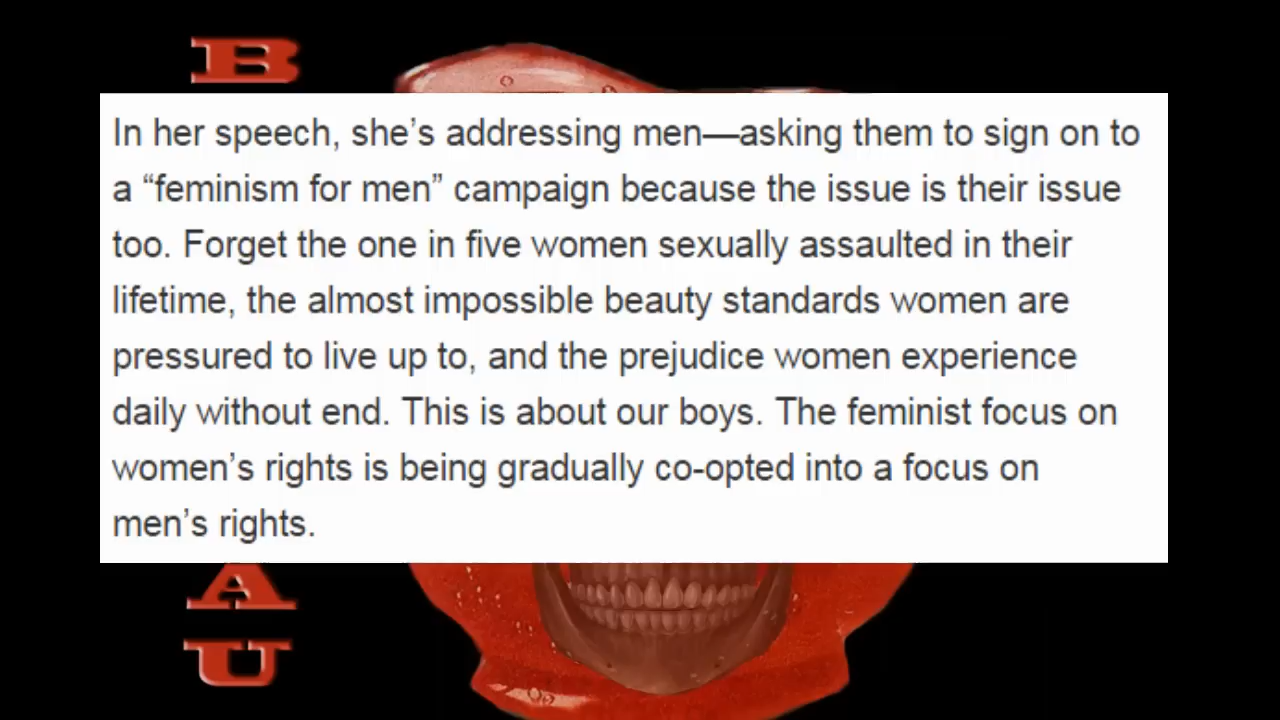 B
In her speech, she’s addressing men—asking them to sign on to
a “feminism for men” campaign because the issue is their issue
too. Forget the one in five women sexually assaulted in their
lifetime, the almost impossible beauty standards women are
pressured to live up to, and the prejudice women experience
daily without end. This is about our boys. The feminist focus on
women’s rights is being gradually co-opted into a focus on
men’s rights.
A
U